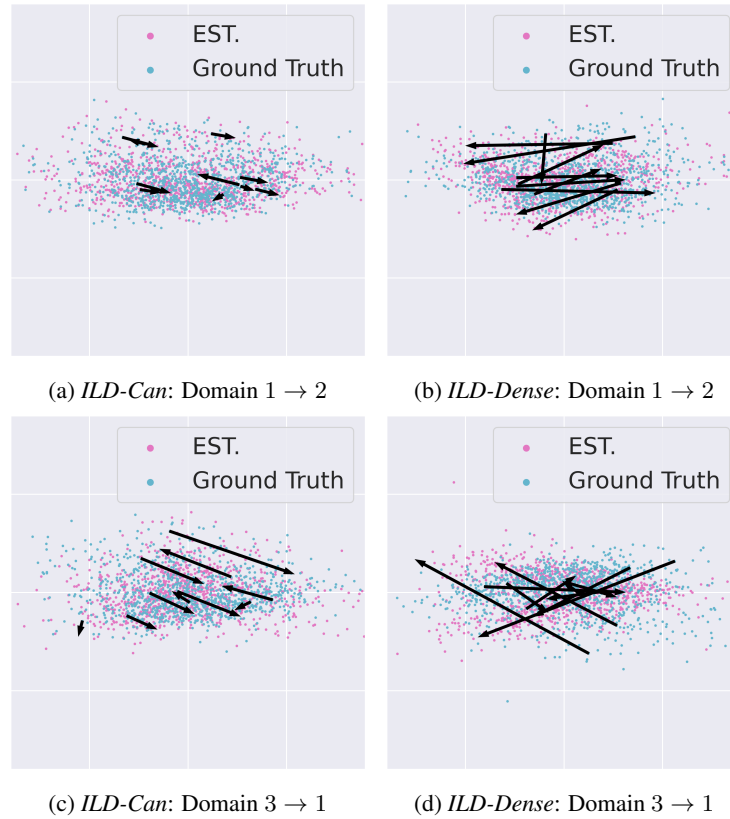 EST.
Ground Truth
EST.
Ground Truth
(a) ILD-Can: Domain 1 → 2
(b) ILD-Dense: Domain 1 → 2
EST.
Ground Truth
EST.
Ground Truth
(c) ILD-Can: Domain 3 → 1
(d) ILD-Dense: Domain 3 → 1